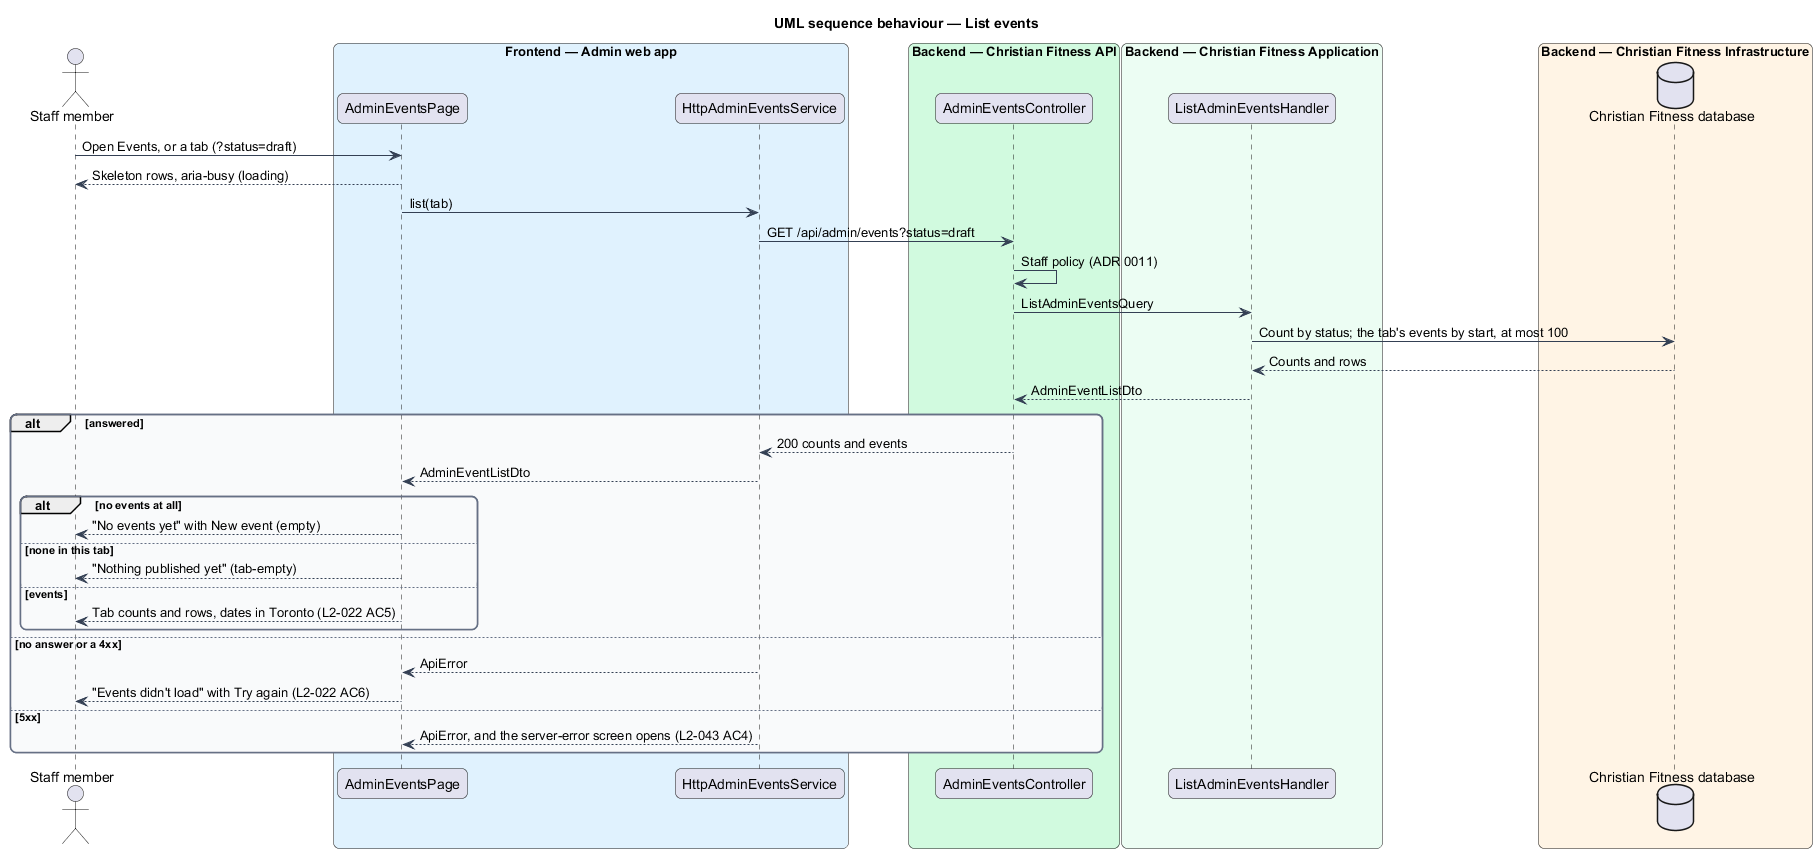 UML sequence behaviour — List events
Frontend — Admin web app
Backend — Christian Fitness API
Backend — Christian Fitness Application
Backend — Christian Fitness Infrastructure
Staff member
AdminEventsPage
HttpAdminEventsService
AdminEventsController
ListAdminEventsHandler
Christian Fitness database
Open Events, or a tab (?status=draft)
Skeleton rows, aria-busy (loading)
list(tab)
GET /api/admin/events?status=draft
Staff policy (ADR 0011)
ListAdminEventsQuery
Count by status; the tab's events by start, at most 100
Counts and rows
AdminEventListDto
alt [answered]
200 counts and events
AdminEventListDto
alt [no events at all]
"No events yet" with New event (empty)
[none in this tab]
"Nothing published yet" (tab-empty)
[events]
Tab counts and rows, dates in Toronto (L2-022 AC5)
[no answer or a 4xx]
ApiError
"Events didn't load" with Try again (L2-022 AC6)
[5xx]
ApiError, and the server-error screen opens (L2-043 AC4)
Staff member
AdminEventsPage
HttpAdminEventsService
AdminEventsController
ListAdminEventsHandler
Christian Fitness database